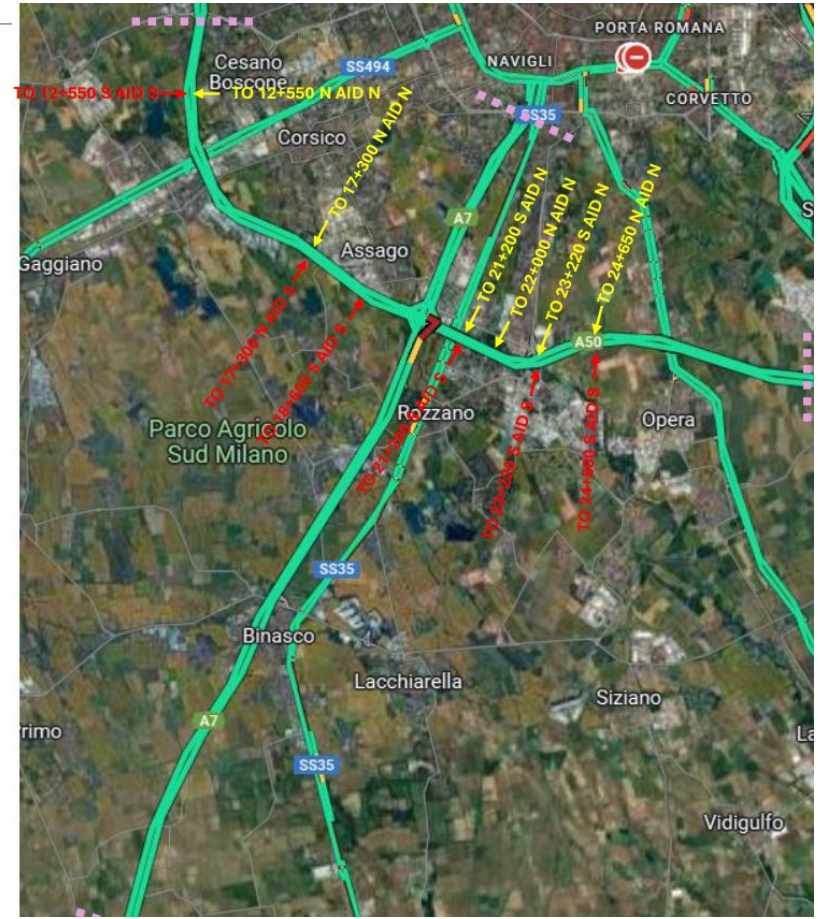 PORTA ROMANA
Cesano
Boscone
SS494
NAVIGLI
TO 12+550 S AID S
TO 12+550 N AID N
CORVETTO
SS35
Corsico
TO 17+300 N AID N
A7
TO 21+200 S AID N
TO 22+000 N AID N
TO 23+220 S AID N
TO 24+650 N AID N
Gaggiano
Assago
S
TO 17+300 N AID S
TO 18+600 S AID S
A50
Rozzano
TO 21+200 S AID S
TO 23+220 S AID S
Opera
Parco Agricolo
Sud Milano
SS35
Binasco
Lacchiarella
Siziano
A7
rimo
La
SS35
Vidigulfo